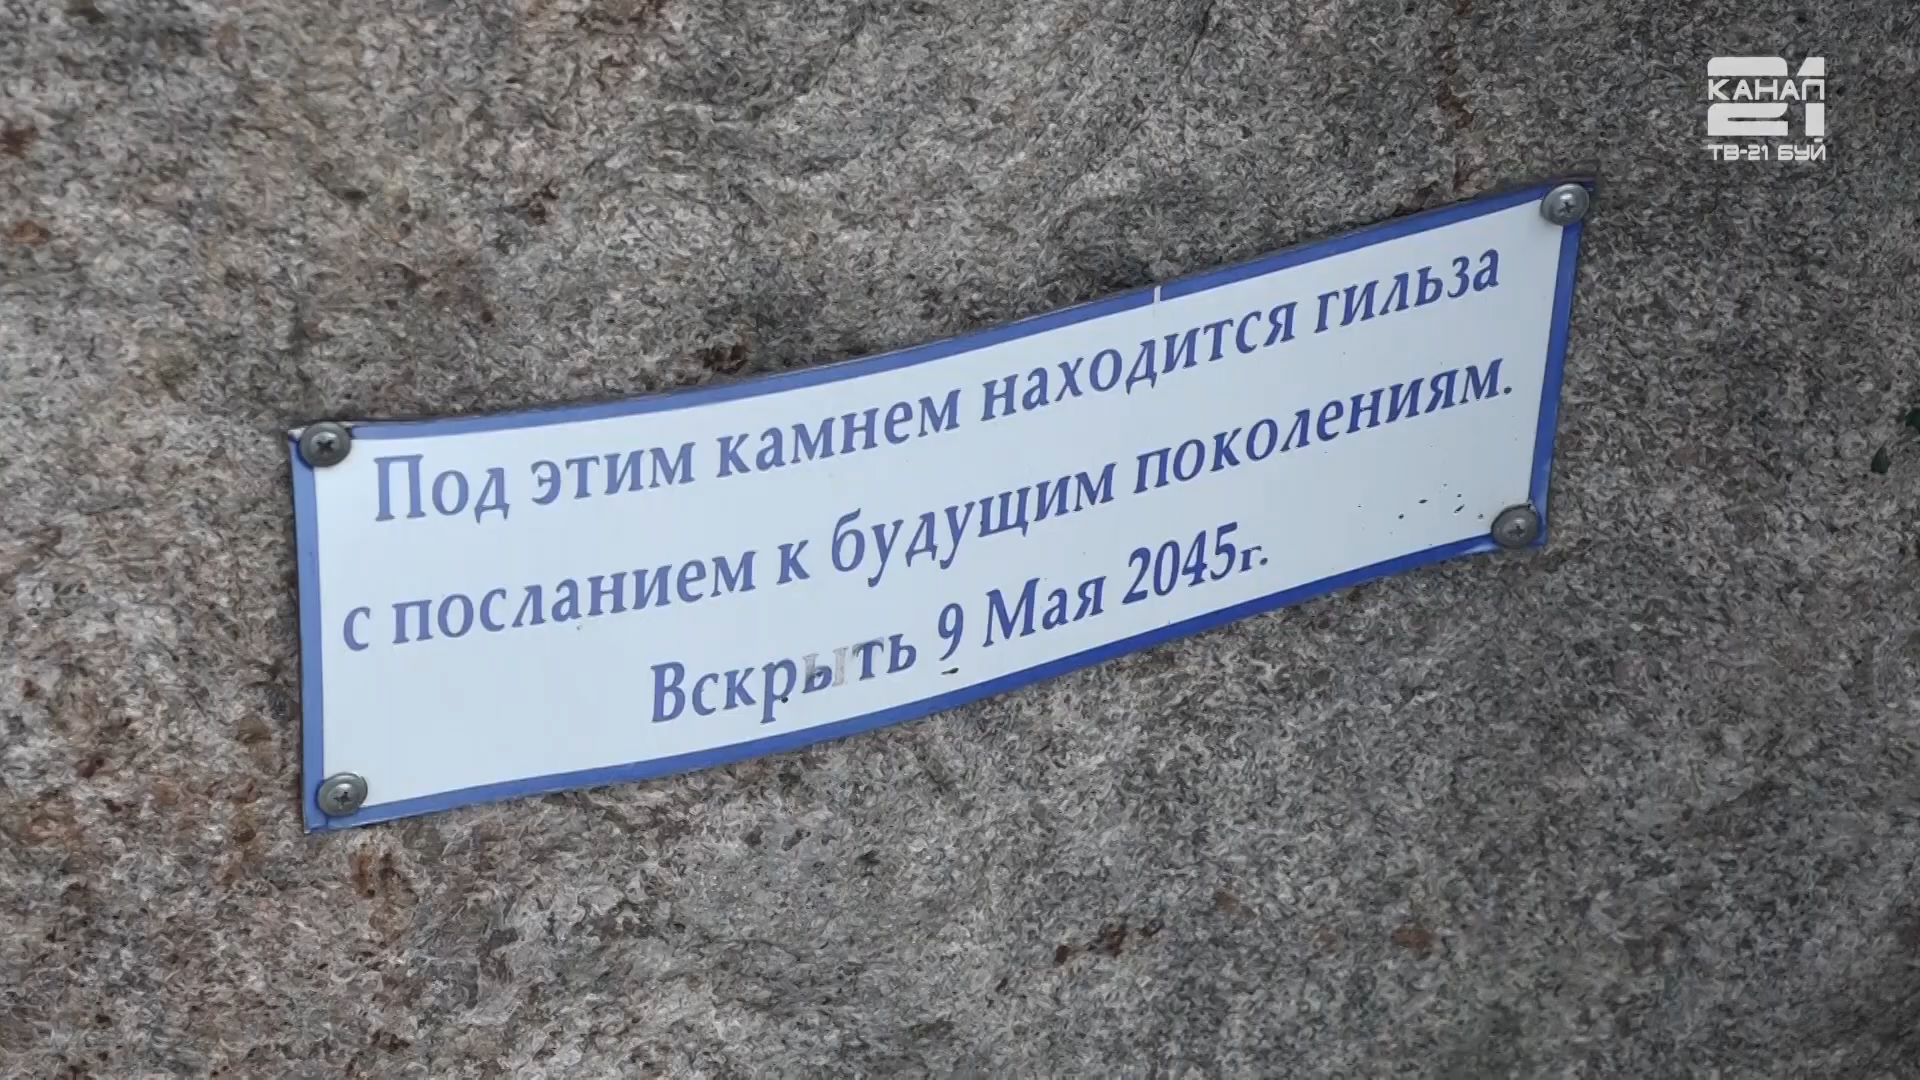 21
КАНАЛ
ТВ-21 БУЙ
Под этим камнем находится гильза
с посланием к будущим поколениям.
Вскрыть 9 Мая 2045г.